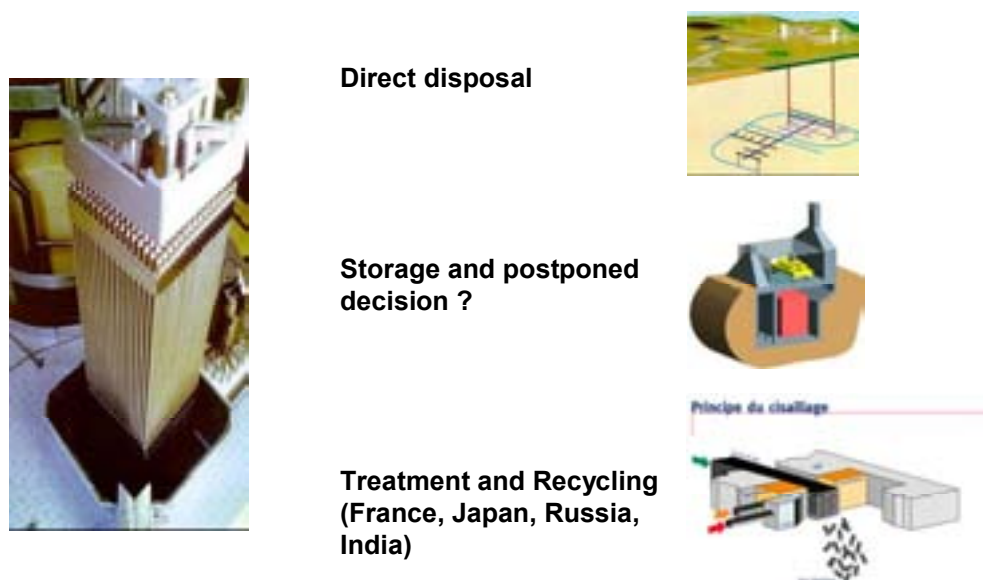 Direct disposal
Storage and postponed
decision ?
Principe du cisaillage
Treatment and Recycling
(France, Japan, Russia,
India)